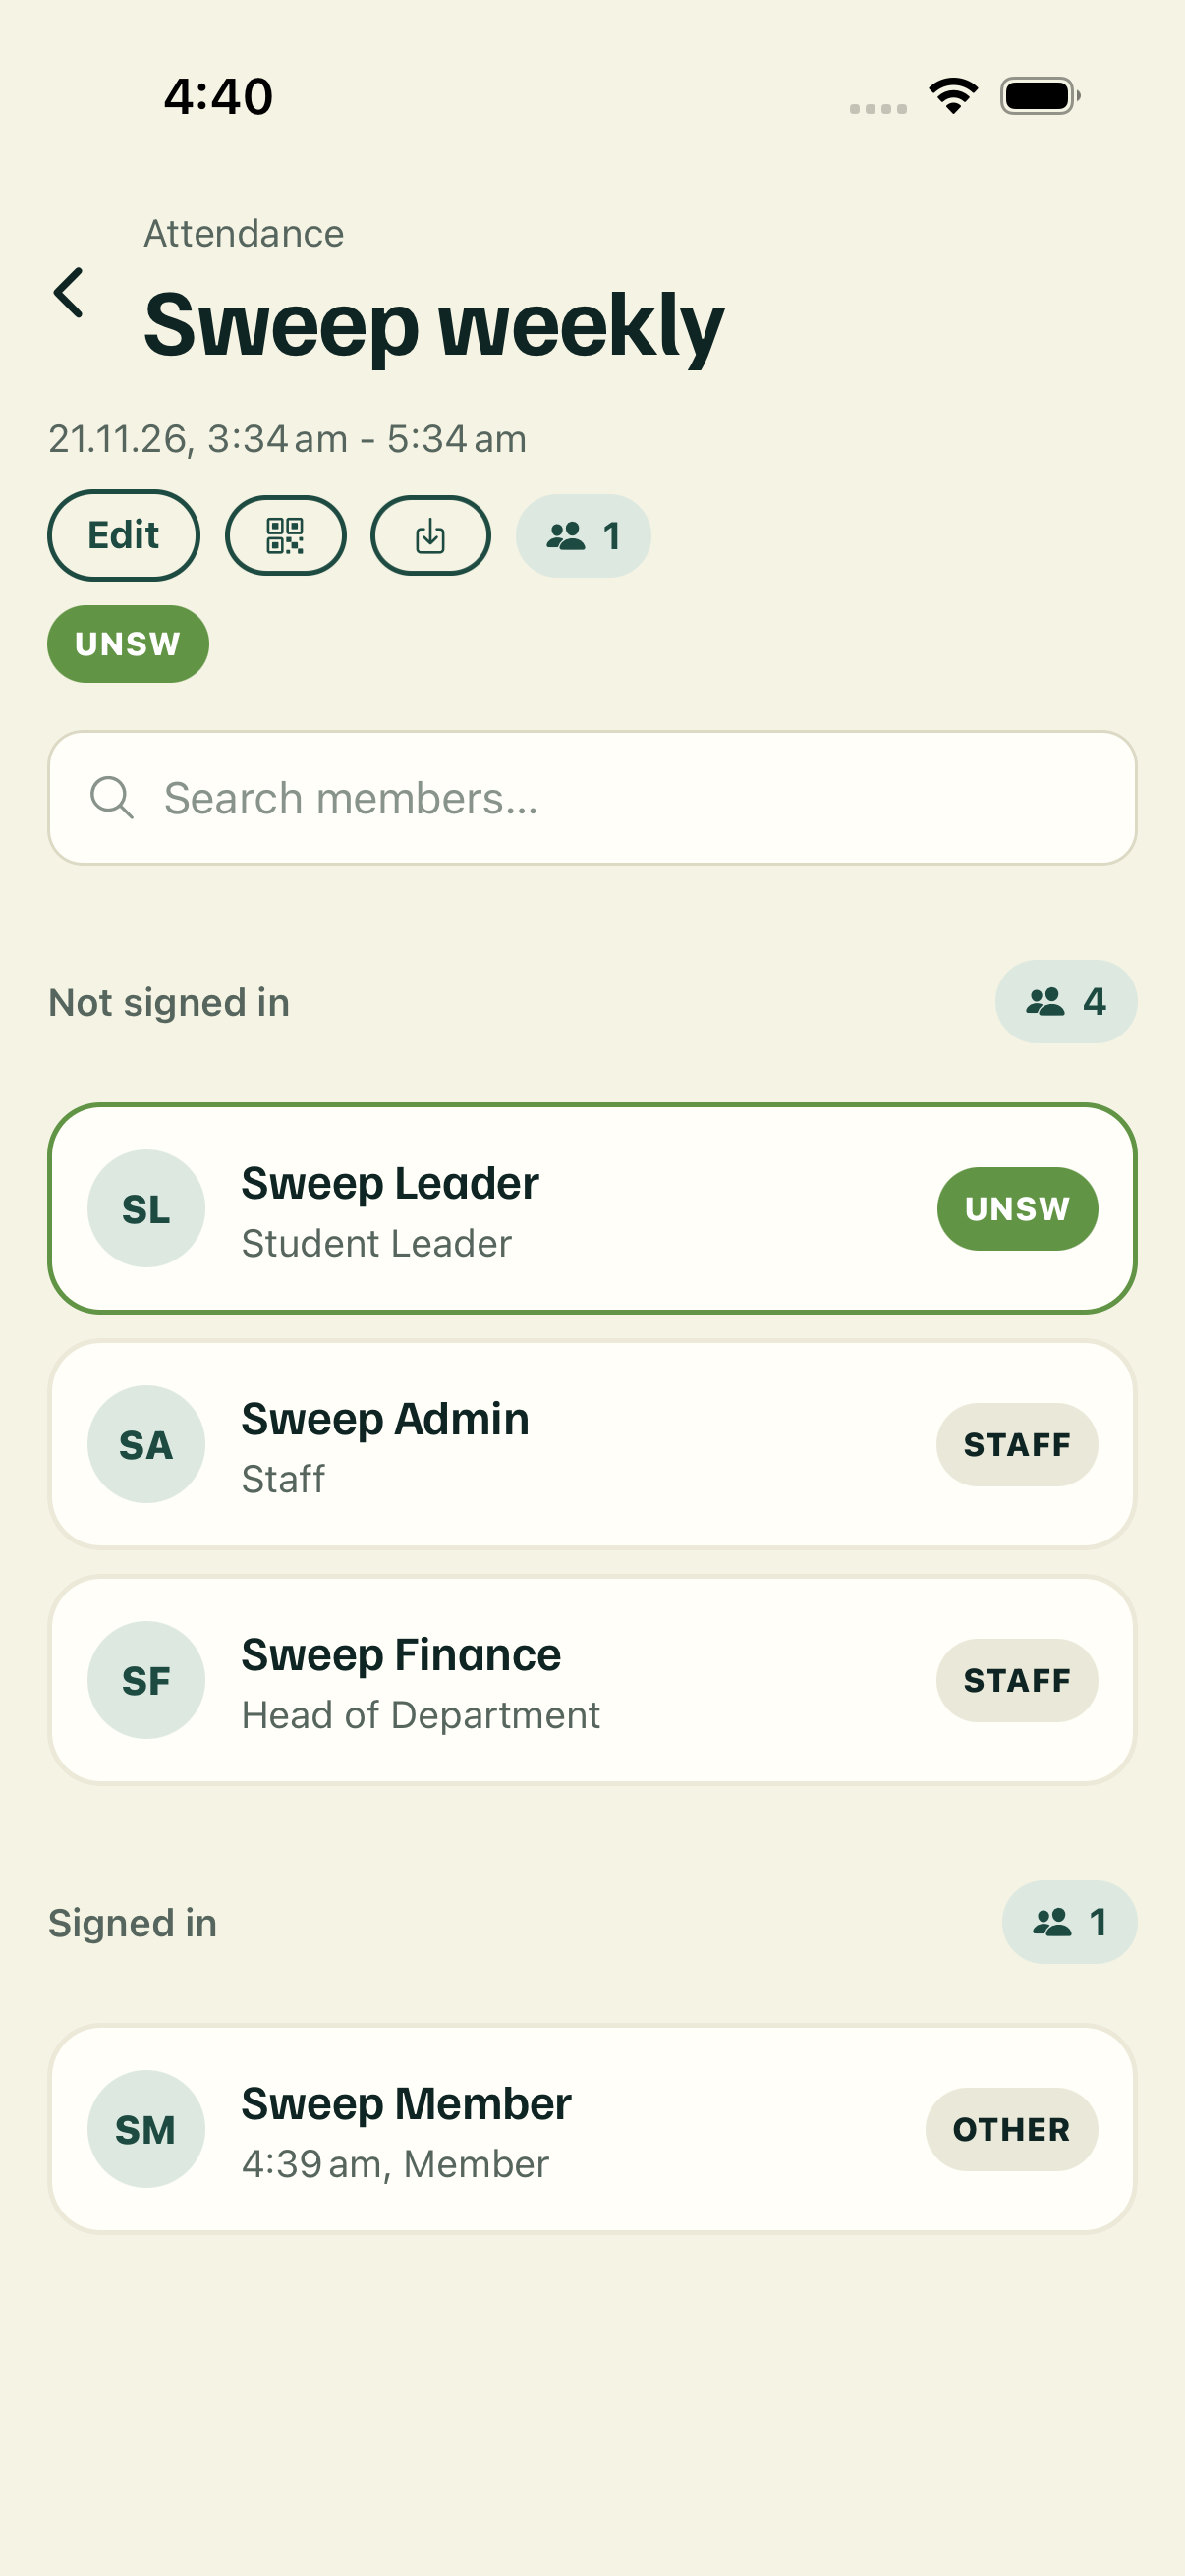 4:40
Attendance
Sweep weekly
21.11.26, 3:34 am - 5:34 am
Edit
1
UNSW
Search members...
Not signed in
4
SL
Sweep Leader
Student Leader
UNSW
SA
Sweep Admin
Staff
STAFF
SF
Sweep Finance
Head of Department
STAFF
Signed in
1
SM
Sweep Member
4:39 am, Member
OTHER